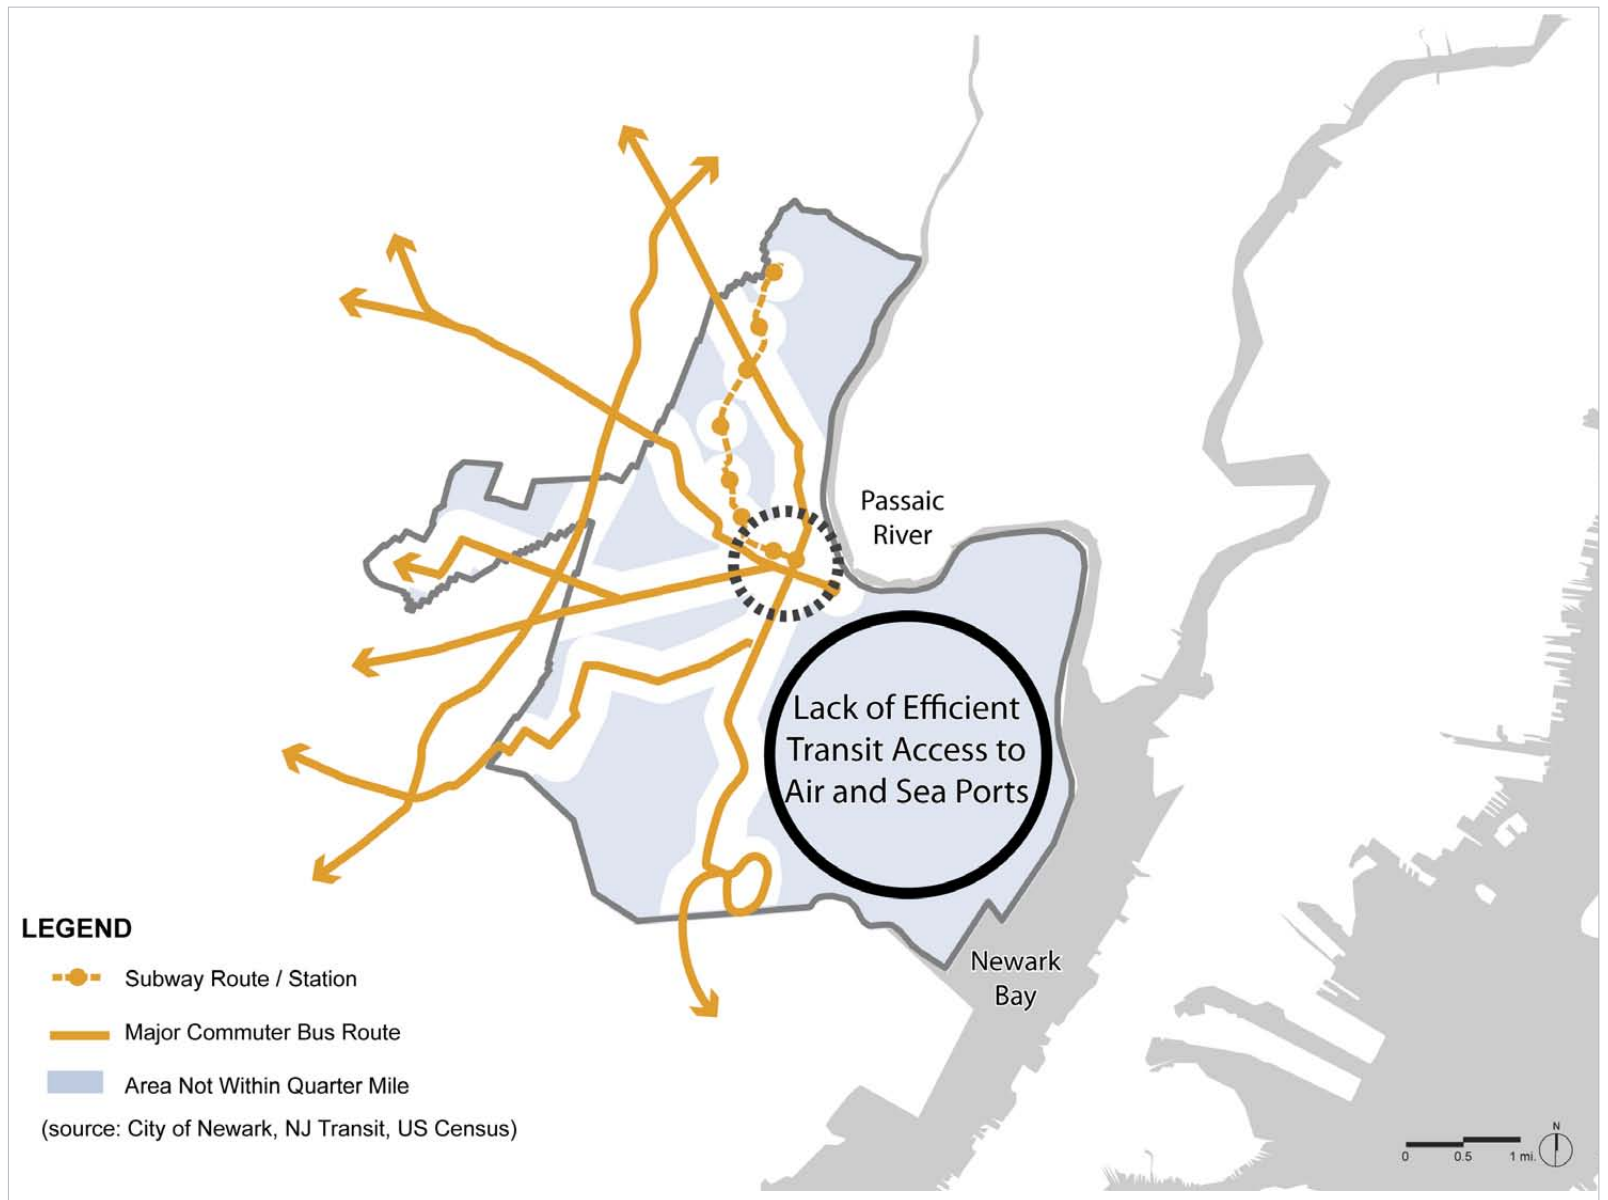 Passaic
River
Lack of Efficient
Transit Access to
Air and Sea Ports
Newark
Bay
LEGEND
Subway Route / Station
Major Commuter Bus Route
Area Not Within Quarter Mile
(source: City of Newark, NJ Transit, US Census)
N
0 0.5 1 mi.